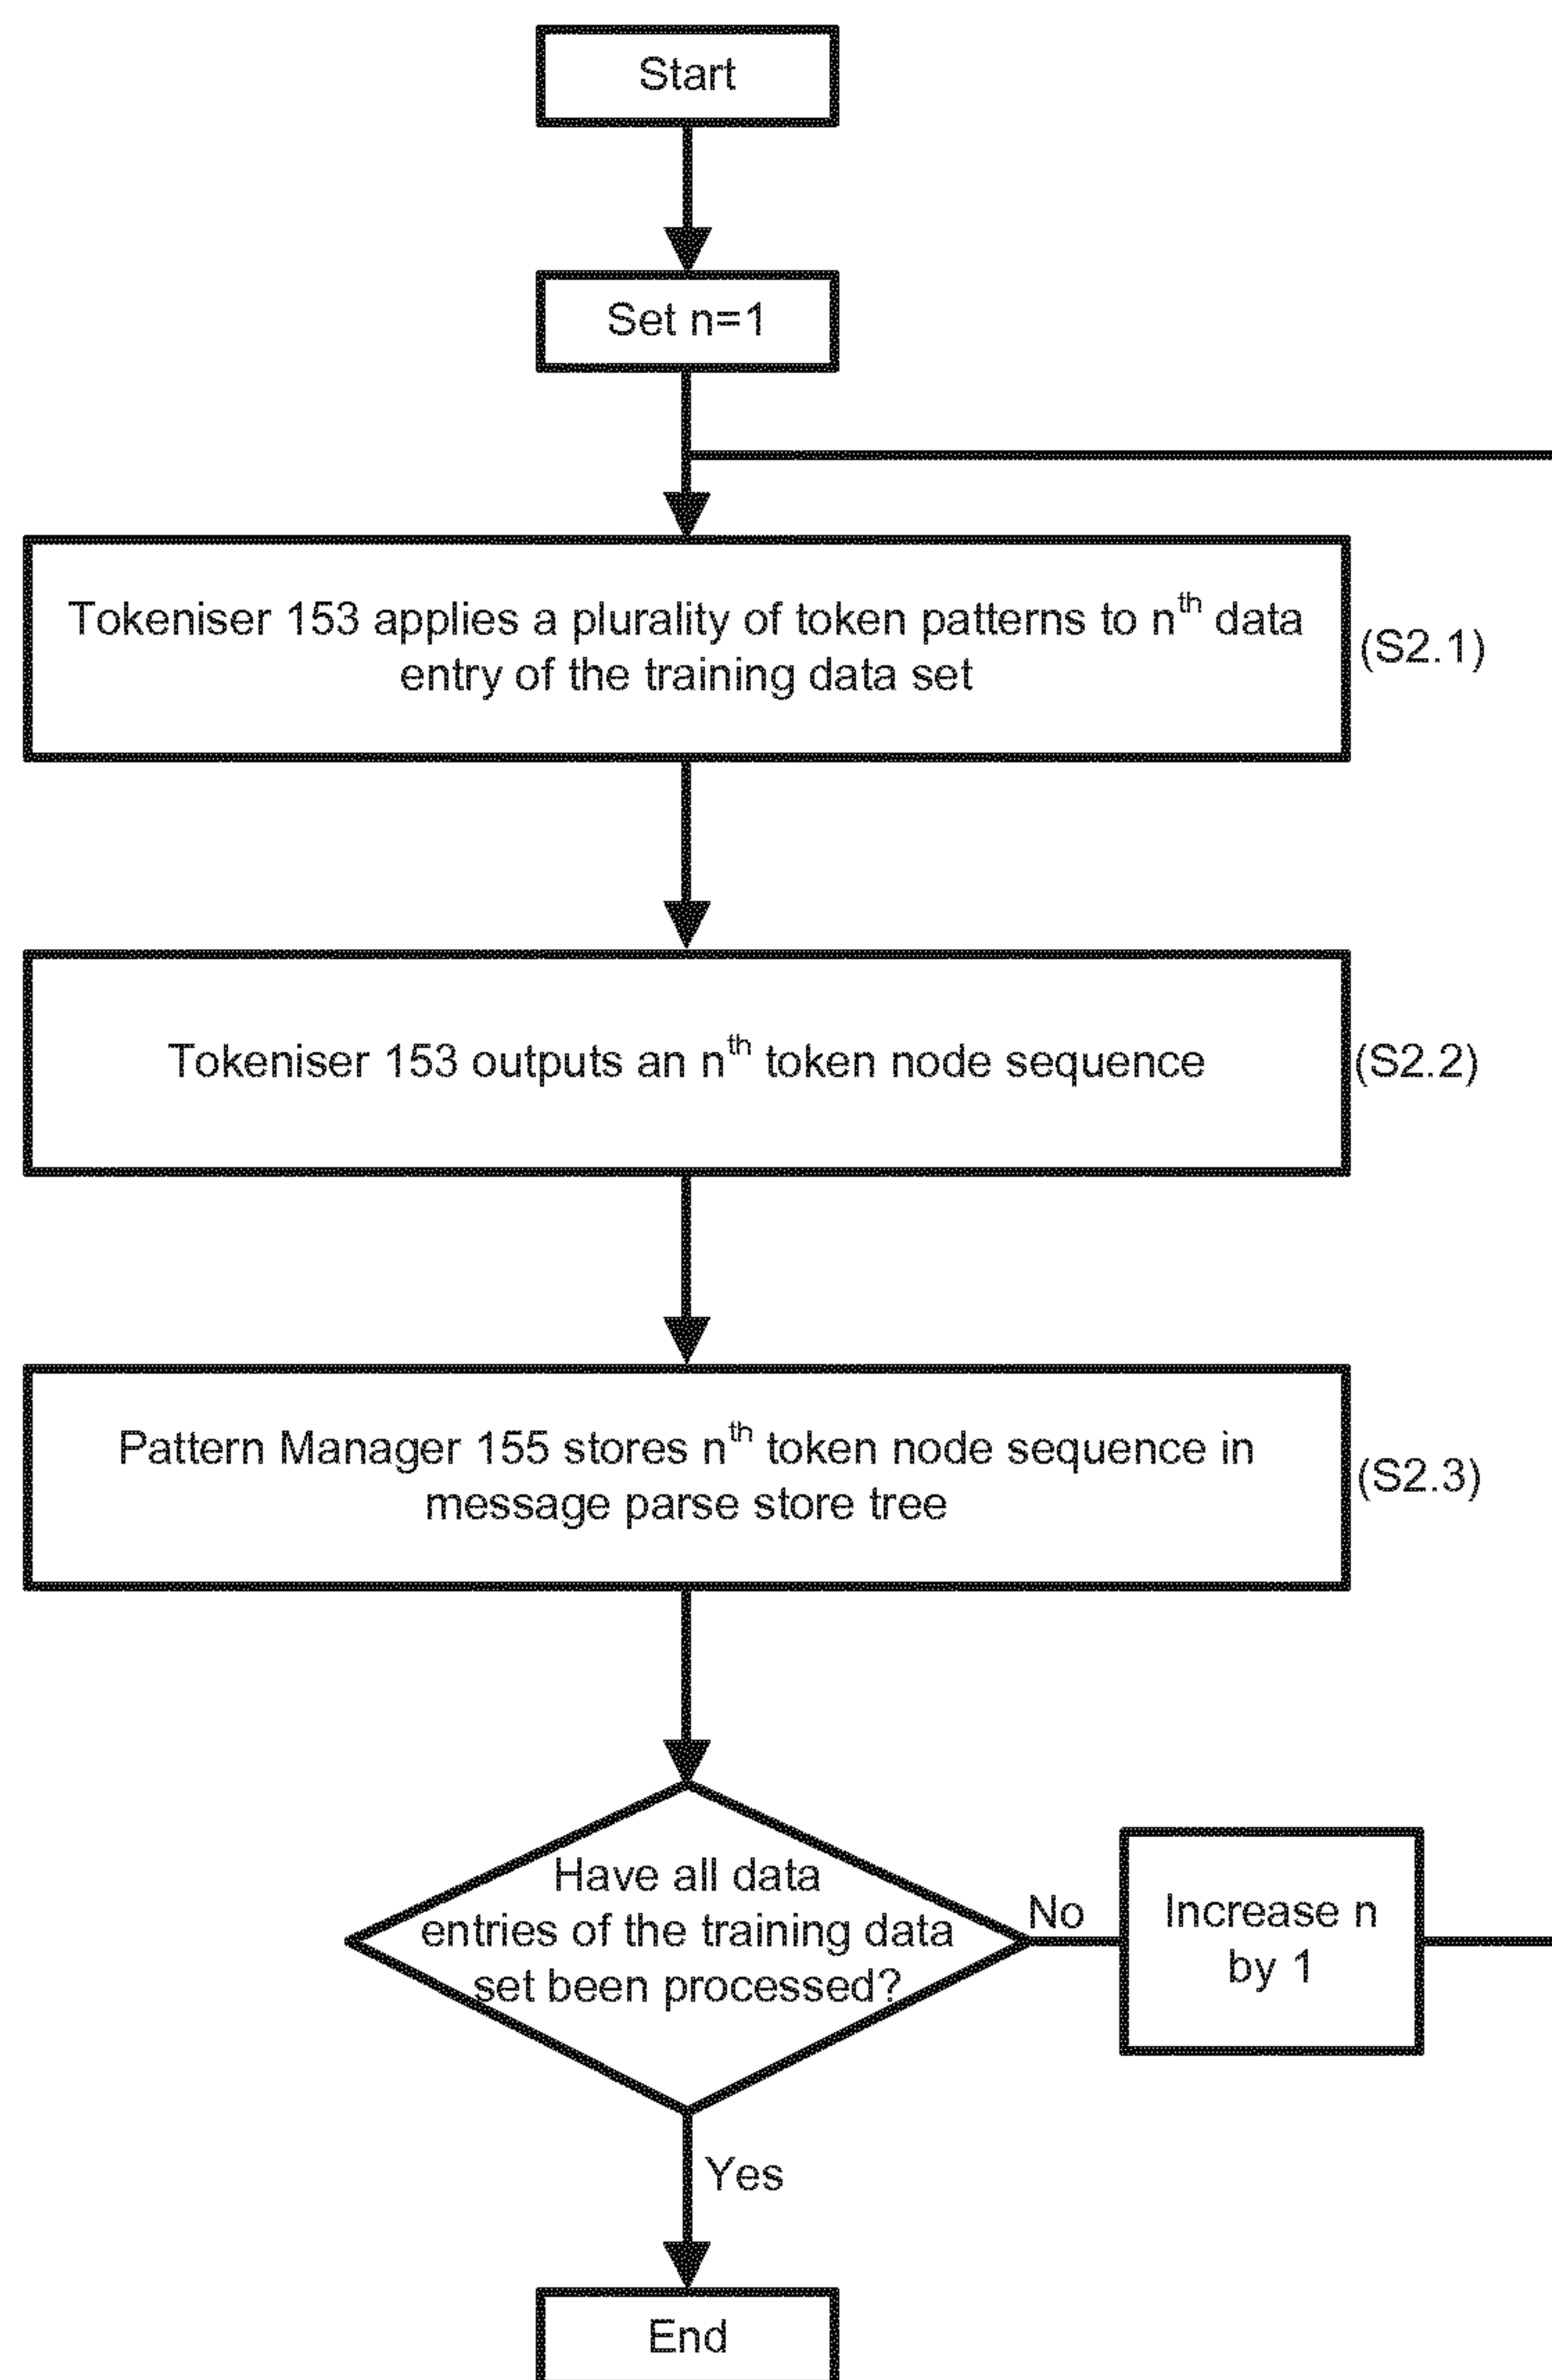 Start
Set n=1
Tokeniser 153 applies a plurality of token patterns to nth data
entry of the training data set
(S2.1)
Tokeniser 153 outputs an nth token node sequence
(S2.2)
Pattern Manager 155 stores nth token node sequence in
message parse store tree
(S2.3)
Have all data
entries of the training data
set been processed?
No
Increase n
by 1
Yes
End